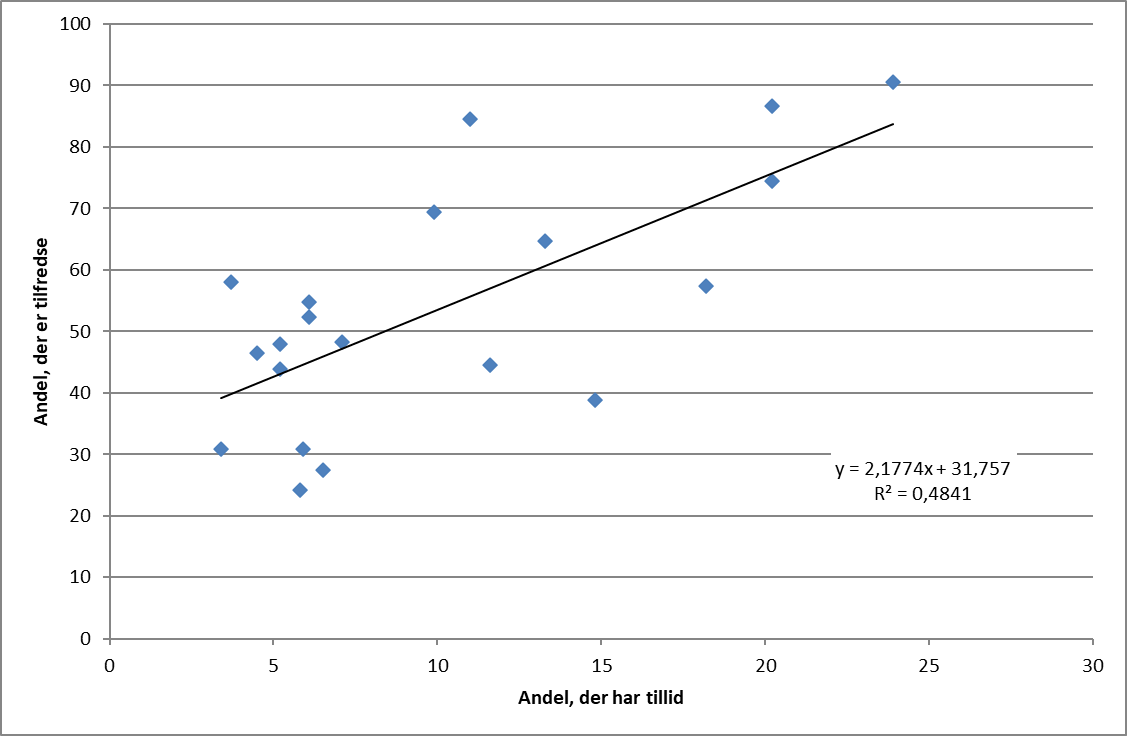 100
90
80
70
60
50
40
30
20
10
0
Andel, der er tilfredse
y = 2,1774x + 31,757
R² = 0,4841
0 5 10 15 20 25 30
Andel, der har tillid